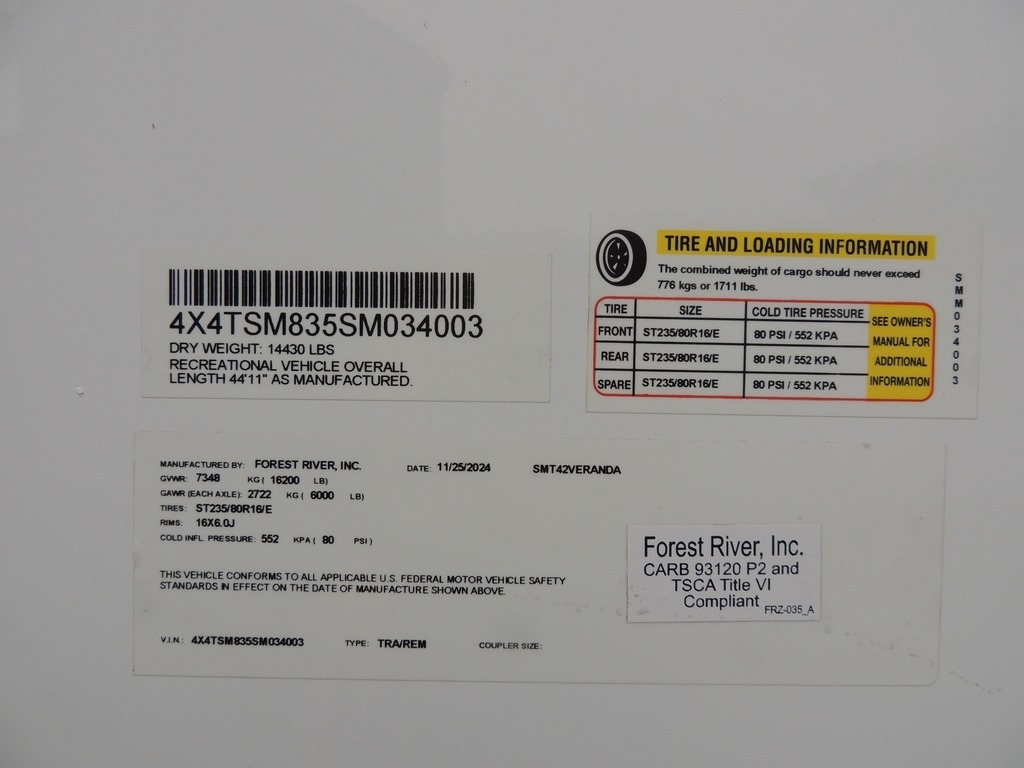 4X4TSM835SM034003
DRY WEIGHT: 14430 LBS
RECREATIONAL VEHICLE OVERALL
LENGTH 44'11" AS MANUFACTURED.
TIRE AND LOADING INFORMATION
The combined weight of cargo should never exceed
776 kgs or 1711 lbs.
TIRE SIZE COLD TIRE PRESSURE
FRONT ST235/80R16/E 80 PSI / 552 KPA
REAR ST235/80R16/E 80 PSI / 552 KPA
SPARE ST235/80R16/E 80 PSI / 552 KPA
SEE OWNER'S
MANUAL FOR
ADDITIONAL
INFORMATION
SMM034003
MANUFACTURED BY: FOREST RIVER, INC. DATE: 11/25/2024 SMT42VERANDA
GVWR: 7348 KG ( 16200 LB)
GAWR (EACH AXLE): 2722 KG ( 6000 LB)
TIRES: ST235/80R16/E
RIMS: 16X6.0J
COLD INFL. PRESSURE: 552 KPA ( 80 PSI )
THIS VEHICLE CONFORMS TO ALL APPLICABLE U.S. FEDERAL MOTOR VEHICLE SAFETY
STANDARDS IN EFFECT ON THE DATE OF MANUFACTURE SHOWN ABOVE.
V.I.N.: 4X4TSM835SM034003 TYPE: TRA/REM COUPLER SIZE:
Forest River, Inc.
CARB 93120 P2 and
TSCA Title VI
Compliant FRZ-035_A